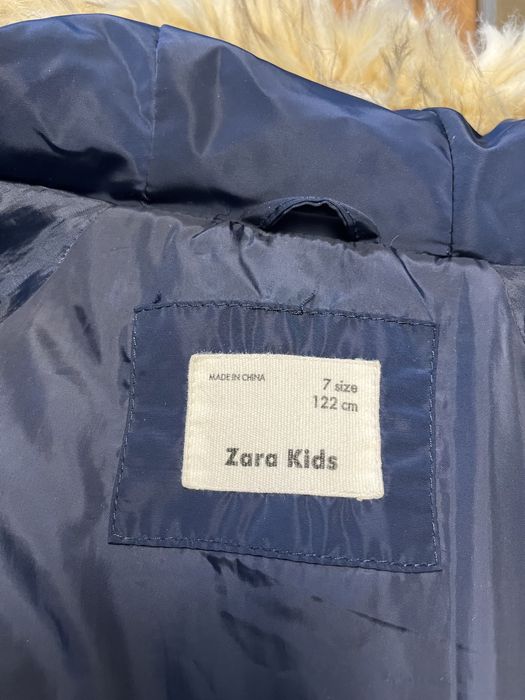 MADE IN CHINA
7 size
122 cm
Zara Kids